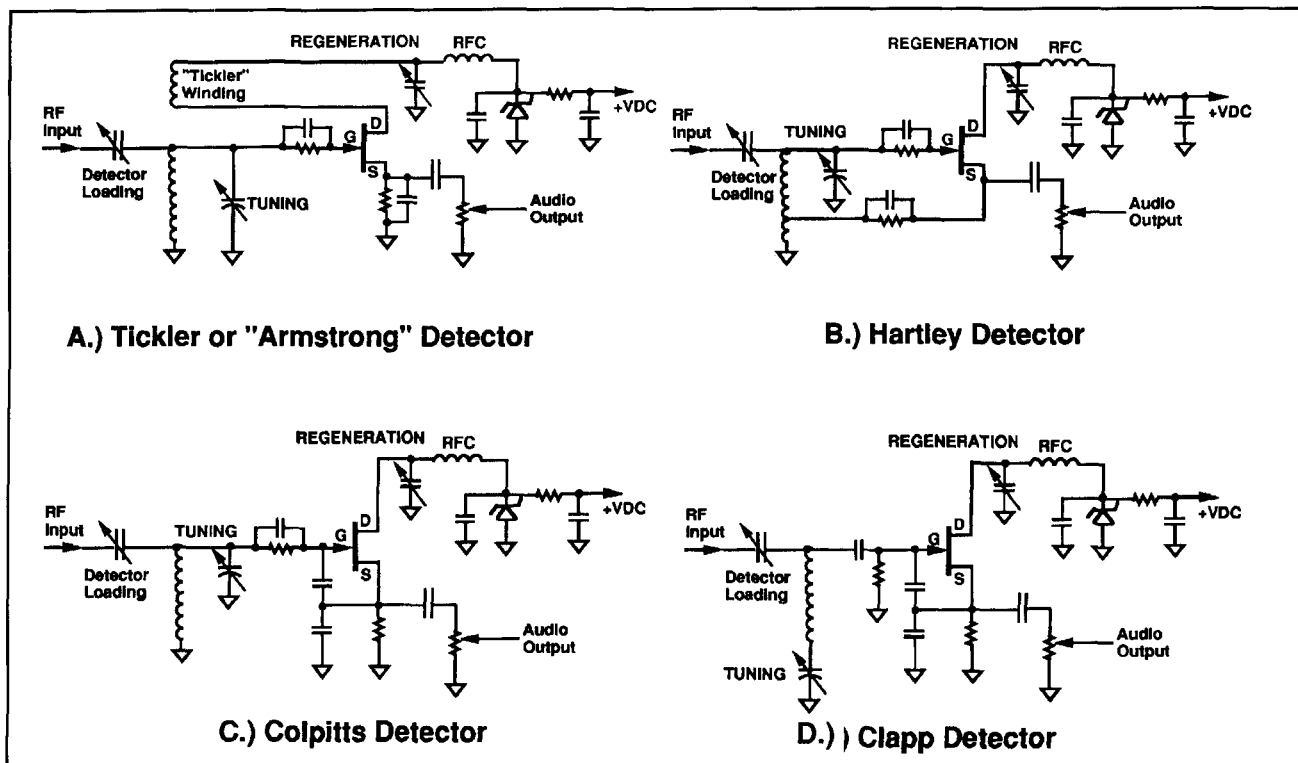 REGENERATION
RFC
"Tickler"
Winding
RF
Input
D
G
S
+VDC
Detector
Loading
TUNING
Audio
Output
A.) Tickler or "Armstrong" Detector
REGENERATION
RFC
RF
Input
TUNING
D
G
S
+VDC
Detector
Loading
Audio
Output
B.) Hartley Detector
REGENERATION
RFC
RF
Input
TUNING
D
G
S
+VDC
Detector
Loading
Audio
Output
C.) Colpitts Detector
REGENERATION
RFC
RF
Input
D
G
S
+VDC
Detector
Loading
TUNING
Audio
Output
D.) ) Clapp Detector